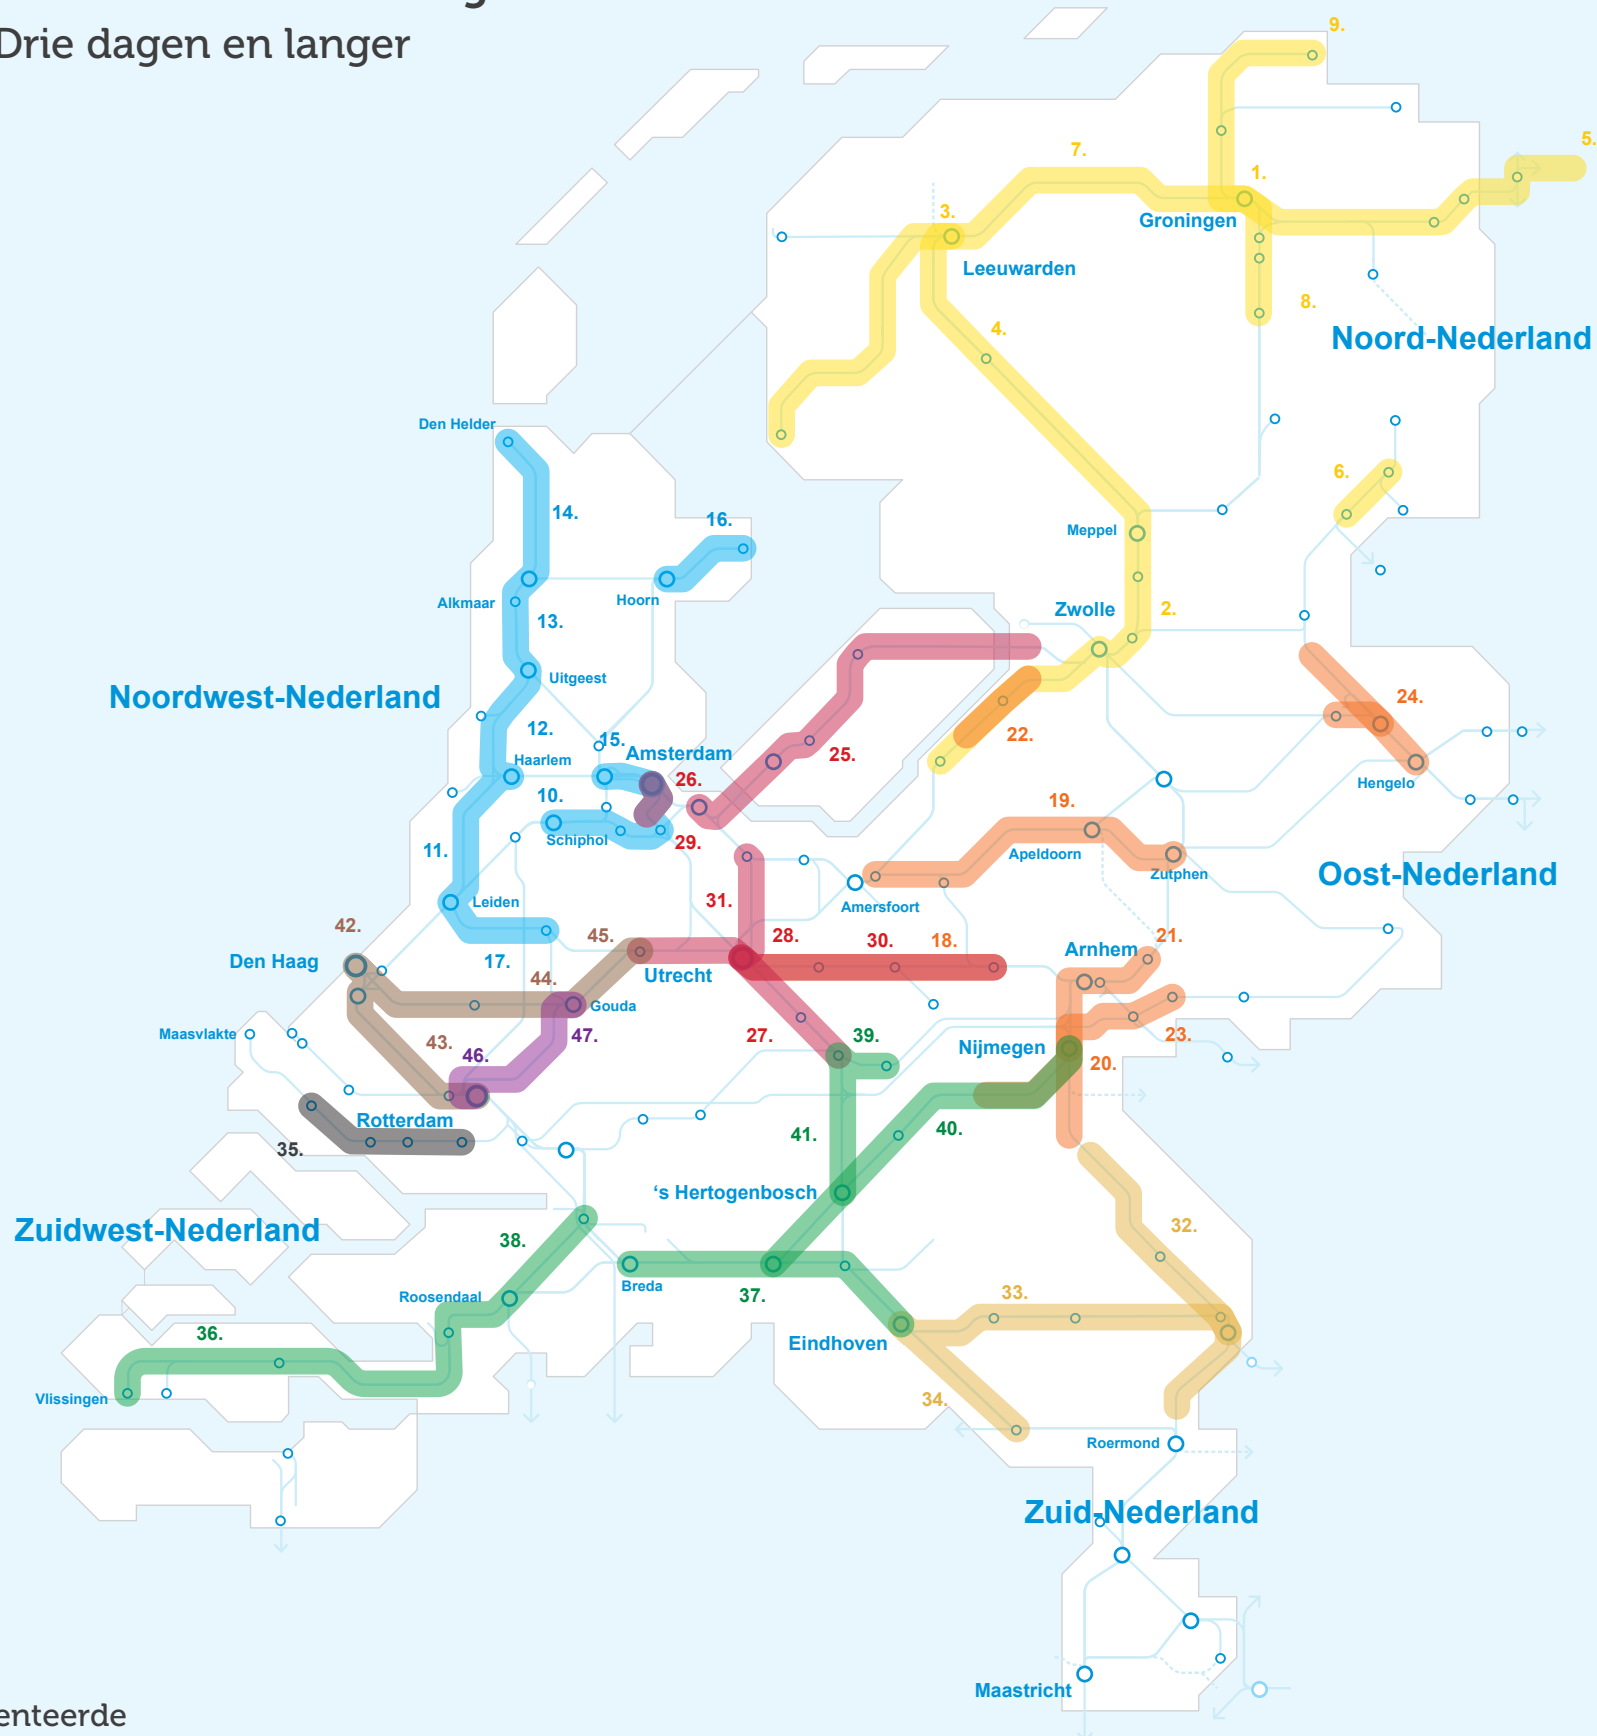 Drie dagen en langer
9.
5.
7.
1.
Groningen
3.
Leeuwarden
8.
4.
Noord-Nederland
Den Helder
6.
14.
16.
Meppel
Alkmaar
Hoorn
Zwolle
2.
13.
Uitgeest
Noordwest-Nederland
24.
12.
15.
Amsterdam
22.
25.
Haarlem
26.
Hengelo
10.
19.
Schiphol
29.
11.
Apeldoorn
Zutphen
Oost-Nederland
Leiden
31.
Amersfoort
42.
45.
28.
30.
18.
21.
Arnhem
Den Haag
17.
44.
Utrecht
Gouda
Maasvlakte
43.
47.
27.
39.
Nijmegen
23.
46.
20.
Rotterdam
35.
41.
40.
's Hertogenbosch
Zuidwest-Nederland
38.
32.
Breda
Roosendaal
37.
33.
36.
Eindhoven
Vlissingen
34.
Roermond
Zuid-Nederland
Maastricht
enteerde